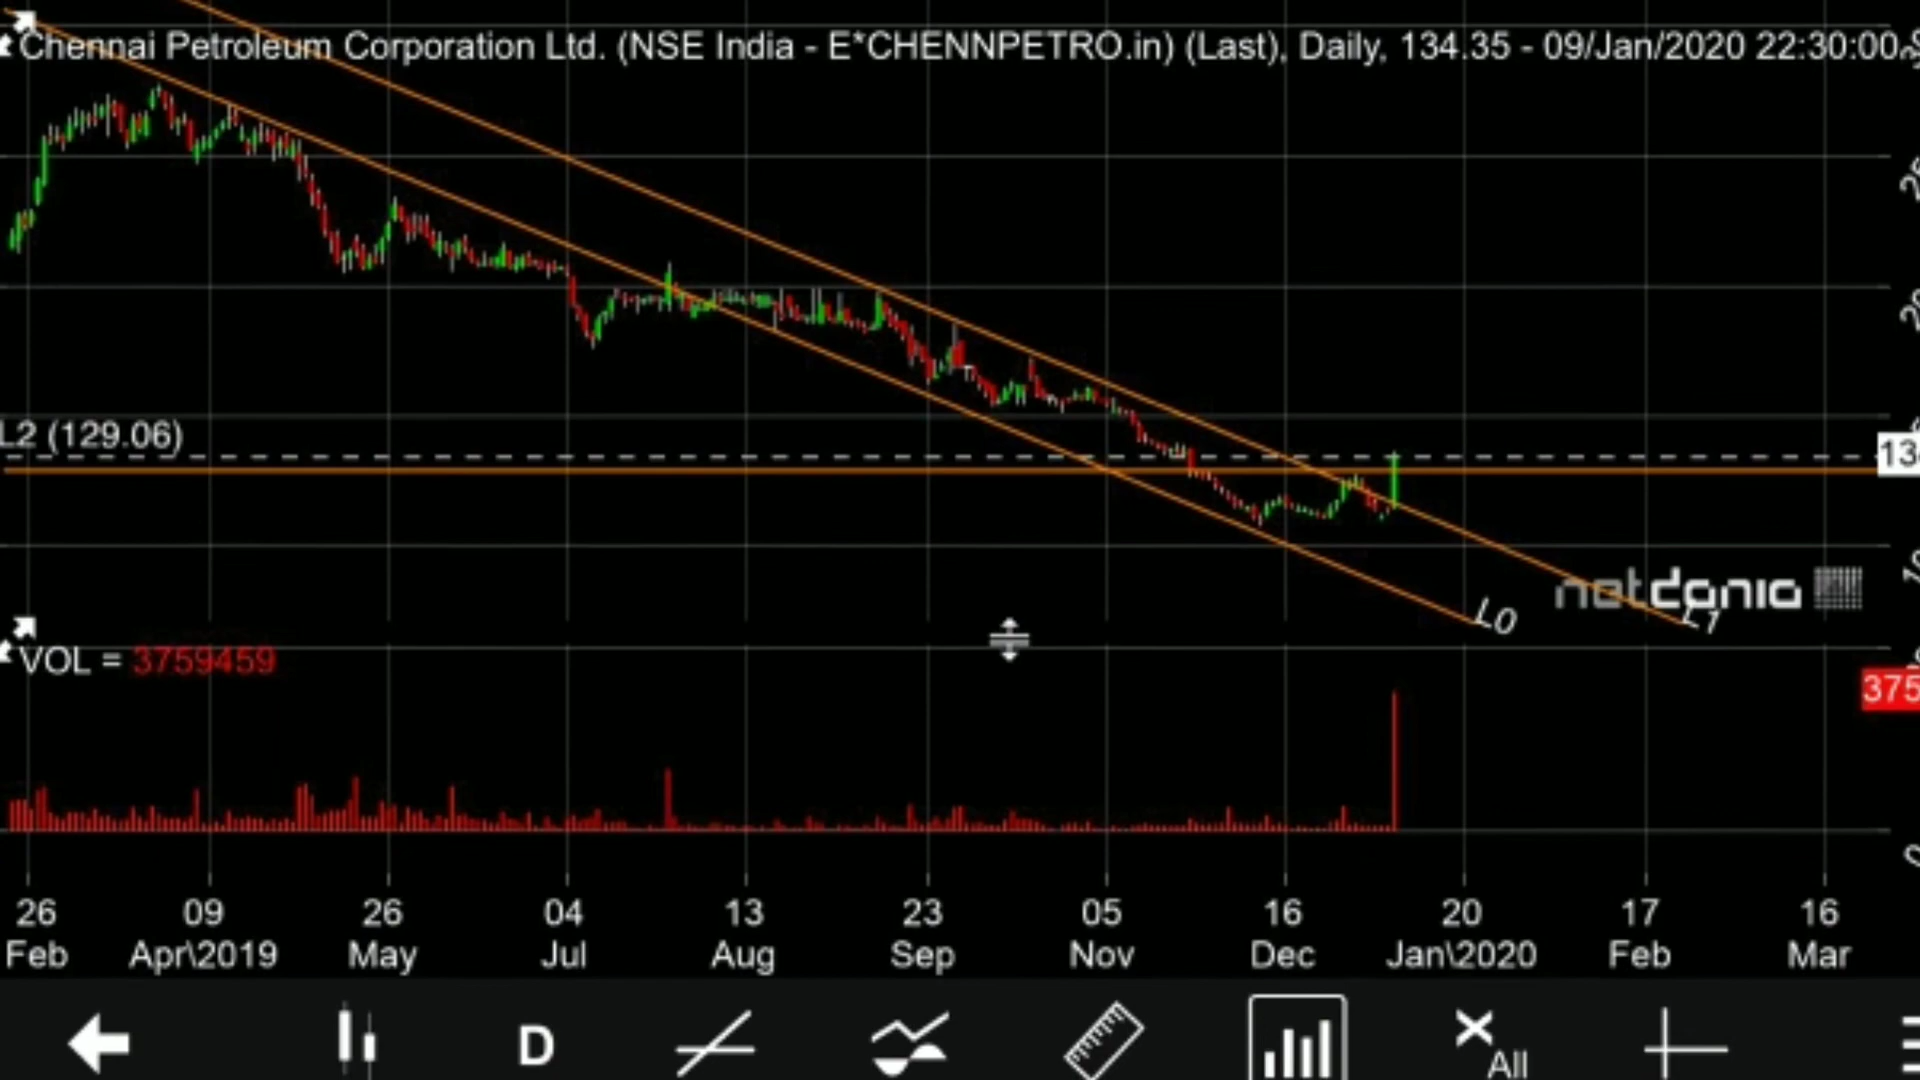 Chennai Petroleum Corporation Ltd. (NSE India - E*CHENNPETRO.in) (Last), Daily, 134.35 - 09/Jan/2020 22:30:00
L2 (129.06)
13
netdania
L0
L1
VOL = 3759459
375
0
26 09 26 04 13 23 05 16 20 17 16
Feb Apr\2019 May Jul Aug Sep Nov Dec Jan\2020 Feb Mar
D
All